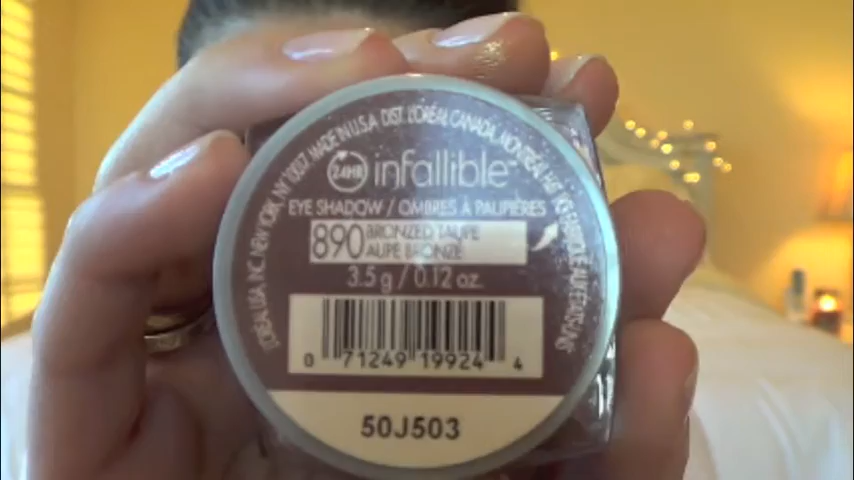 L'ORÉAL USA INC. NEW YORK, NY 10017. MADE IN U.S.A. DIST. L'ORÉAL CANADA, MONTRÉAL
24HR infallible™
EYE SHADOW / OMBRES À PAUPIÈRES
890 BRONZED TAUPE
AUPE BRONZE
3.5 g / 0.12 oz.
0 71249 19924 4
50J503